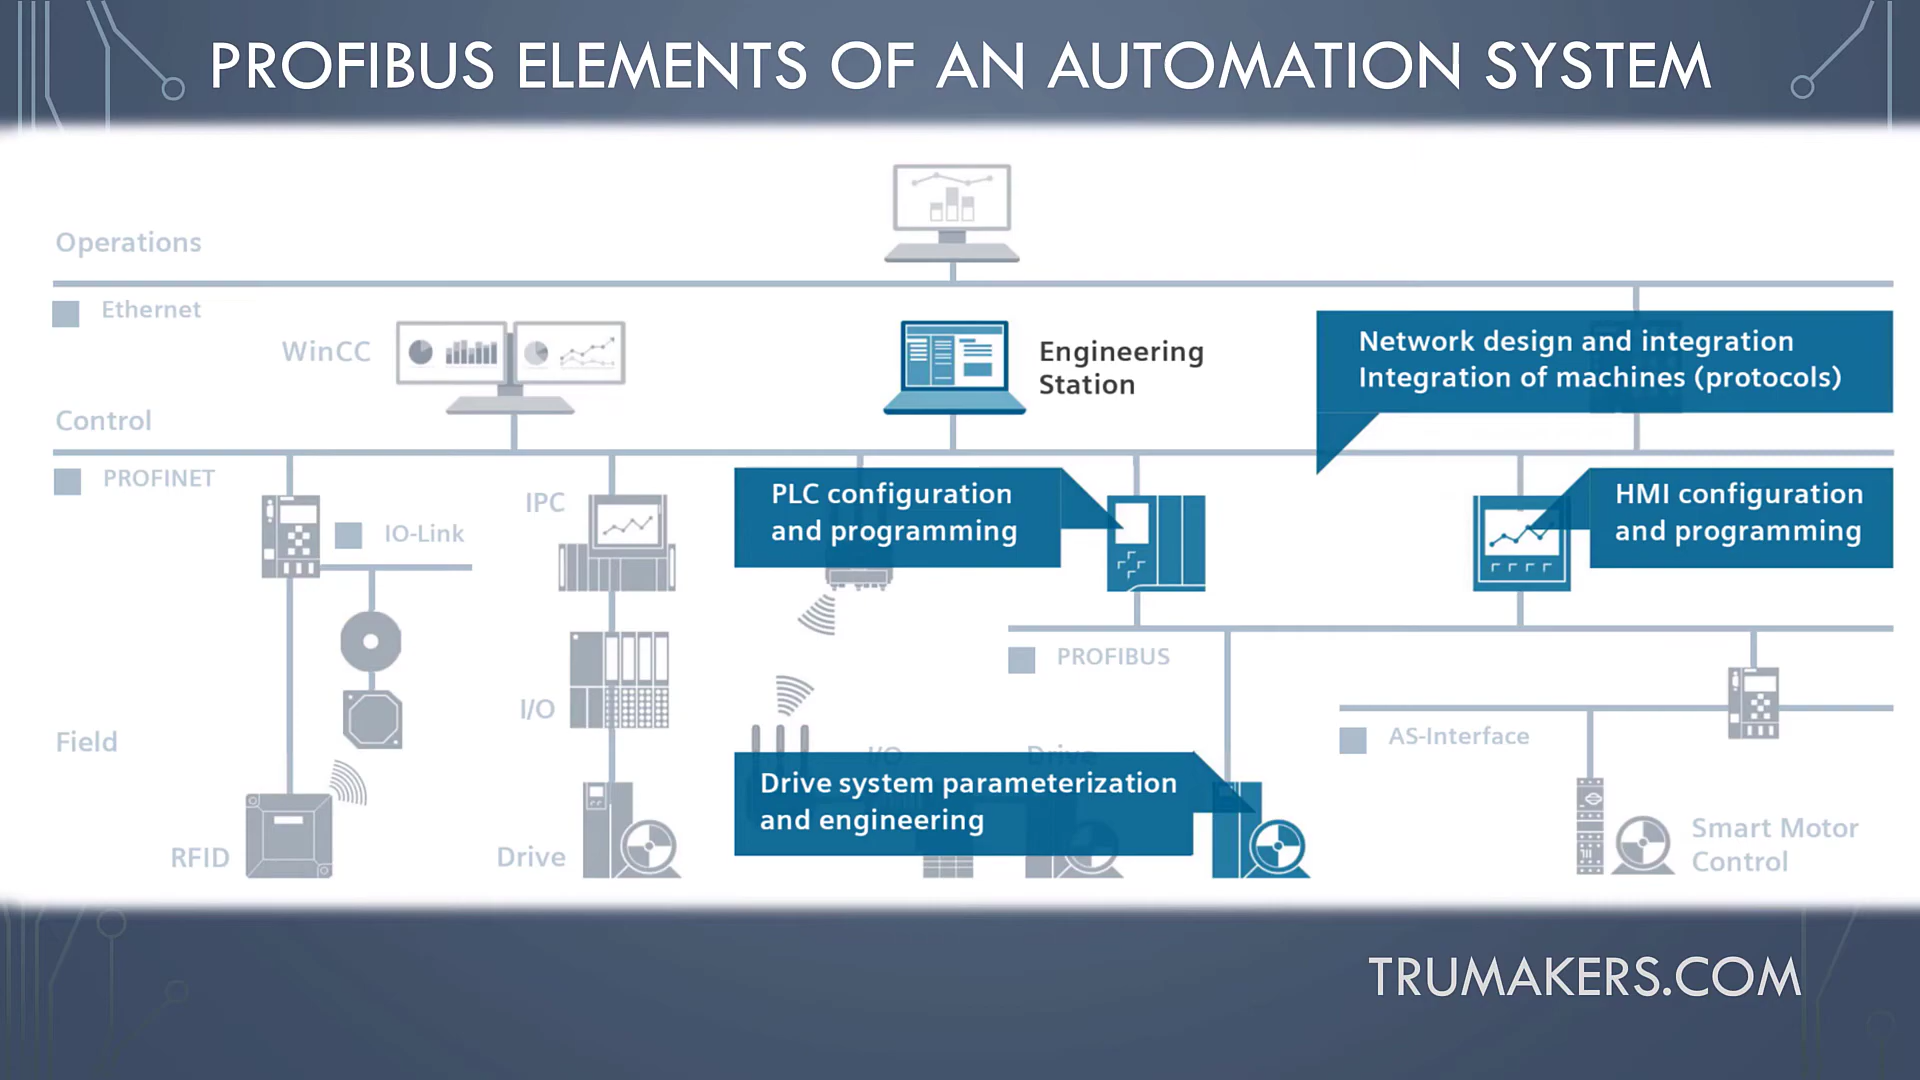 PROFIBUS ELEMENTS OF AN AUTOMATION SYSTEM
Operations
Ethernet
WinCC
Engineering
Station
Network design and integration
Integration of machines (protocols)
Control
PROFINET
IO-Link
IPC
PLC configuration
and programming
HMI configuration
and programming
PROFIBUS
I/O
AS-Interface
Field
I/O
Drive
Drive system parameterization
and engineering
RFID
Drive
Smart Motor
Control
TRUMAKERS.COM